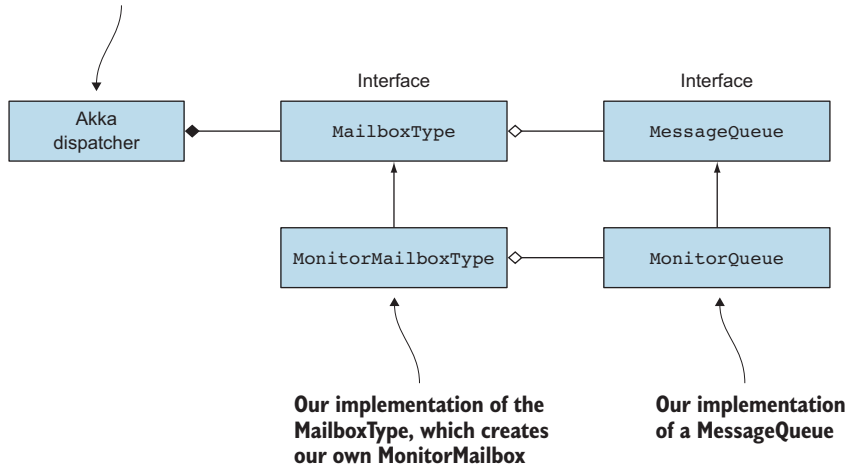 Interface
Interface
Akka
dispatcher
MailboxType
MessageQueue
MonitorMailboxType
MonitorQueue
Our implementation of the
MailboxType, which creates
our own MonitorMailbox
Our implementation
of a MessageQueue